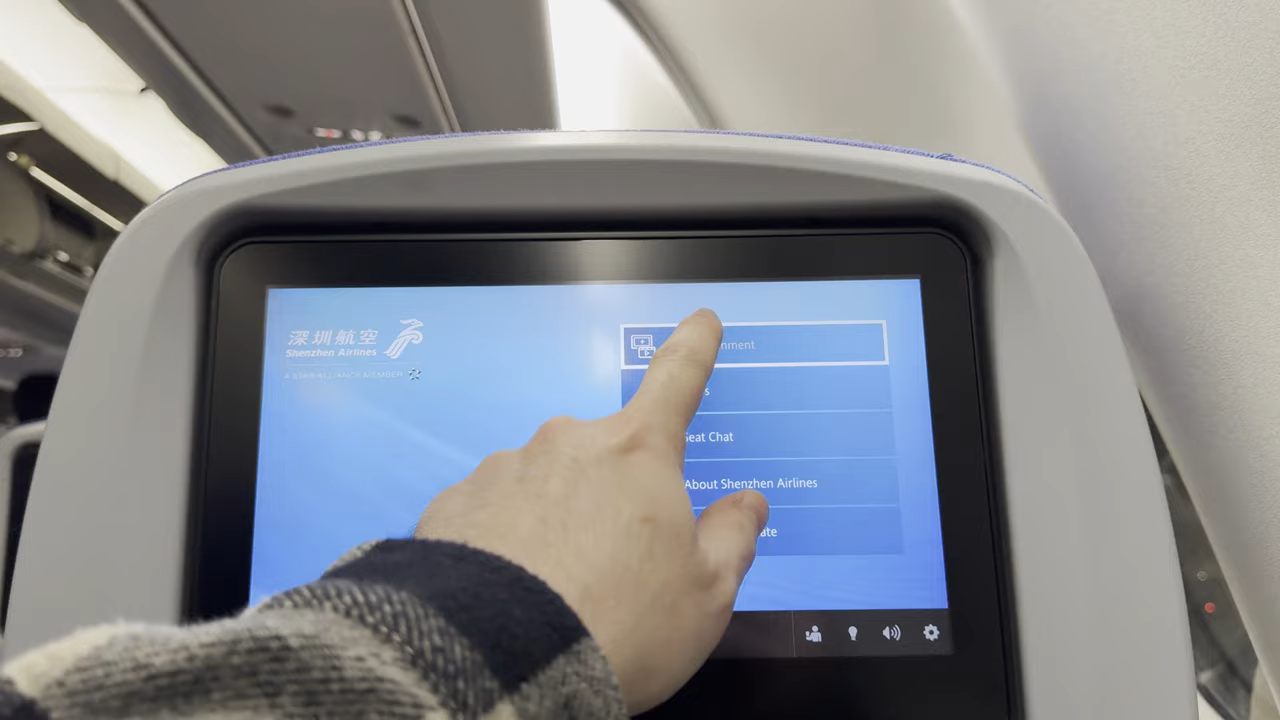 深圳航空
Shenzhen Airlines
A STAR ALLIANCE MEMBER
nment
s
Seat Chat
About Shenzhen Airlines
ate